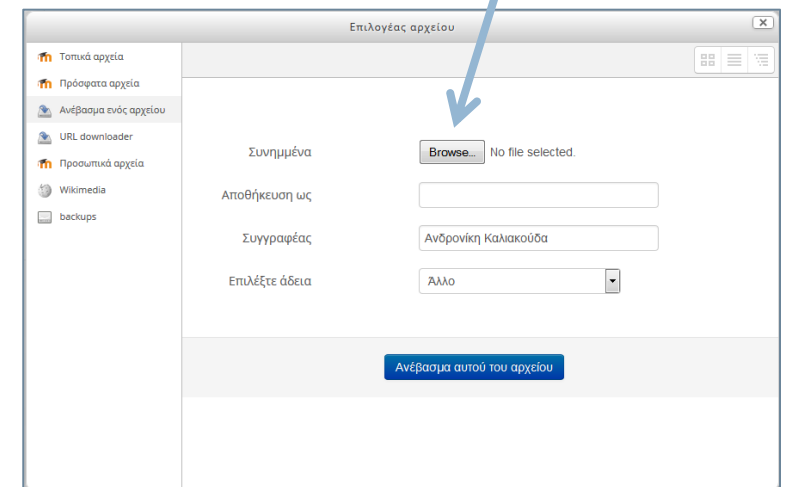 Επιλογέας αρχείου
Τοπικά αρχεία
Πρόσφατα αρχεία
Ανέβασμα ενός αρχείου
URL downloader
Προσωπικά αρχεία
Wikimedia
backups
Συνημμένα Browse... No file selected.
Αποθήκευση ως
Συγγραφέας Ανδρονίκη Καλιακούδα
Επιλέξτε άδεια Άλλο
Ανέβασμα αυτού του αρχείου